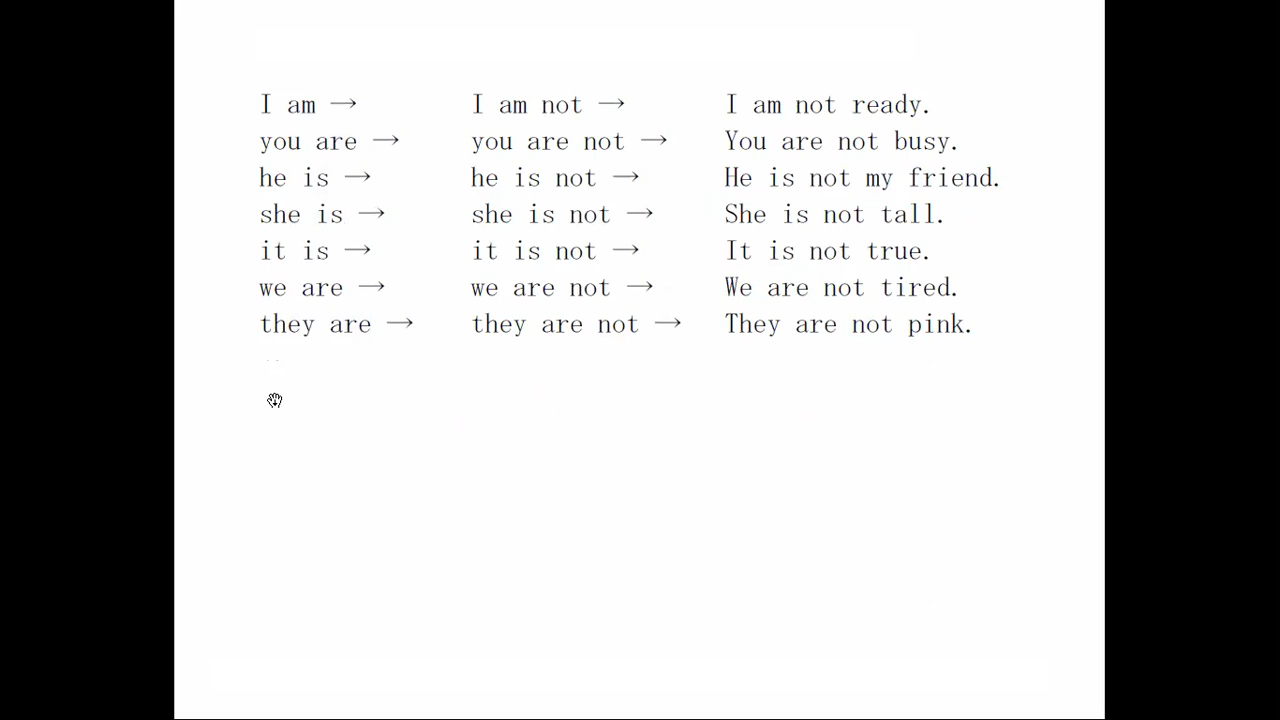 I am → I am not → I am not ready.
you are → you are not → You are not busy.
he is → he is not → He is not my friend.
she is → she is not → She is not tall.
it is → it is not → It is not true.
we are → we are not → We are not tired.
they are → they are not → They are not pink.